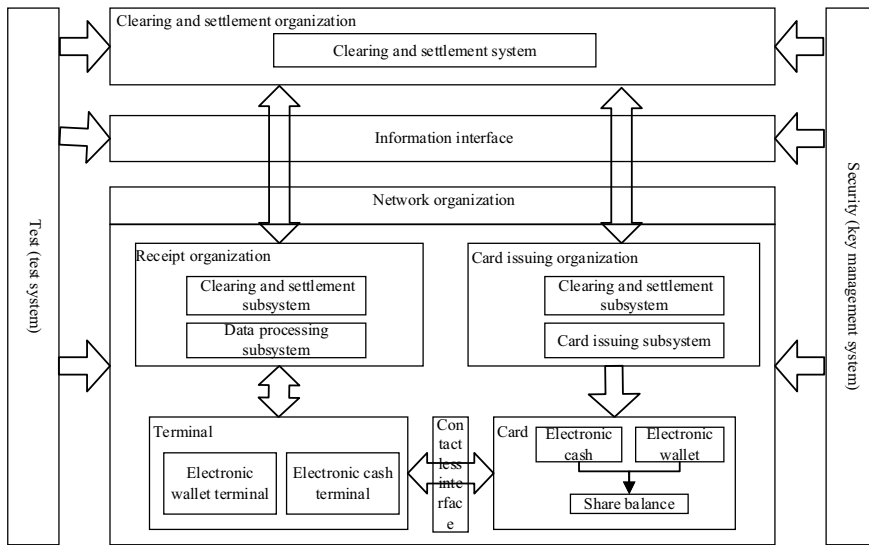 Clearing and settlement organization
Clearing and settlement system
Information interface
Network organization
Test (test system)
Security (key management system)
Receipt organization
Clearing and settlement
subsystem
Data processing
subsystem
Card issuing organization
Clearing and settlement
subsystem
Card issuing subsystem
Terminal
Electronic
wallet terminal
Electronic cash
terminal
Con
tact
less
inte
rfac
e
Card
Electronic
cash
Electronic
wallet
Share balance